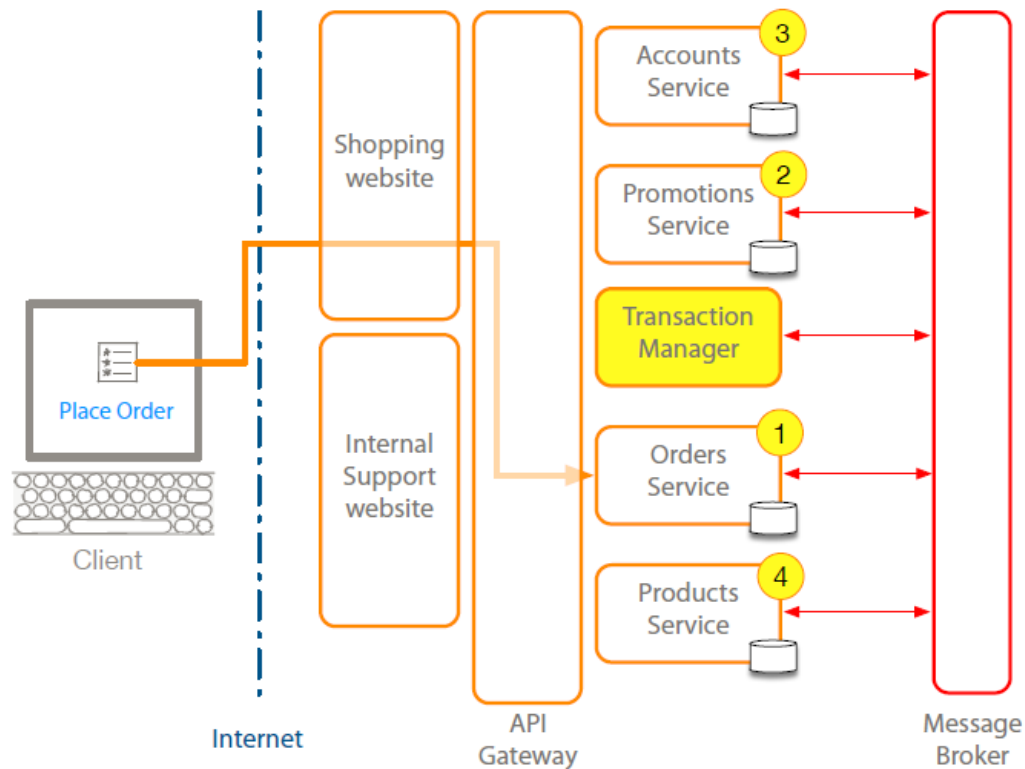 3
Accounts
Service
Shopping
website
2
Promotions
Service
Transaction
Manager
Place Order
1
Orders
Service
Internal
Support
website
Client
4
Products
Service
Internet
API
Gateway
Message
Broker